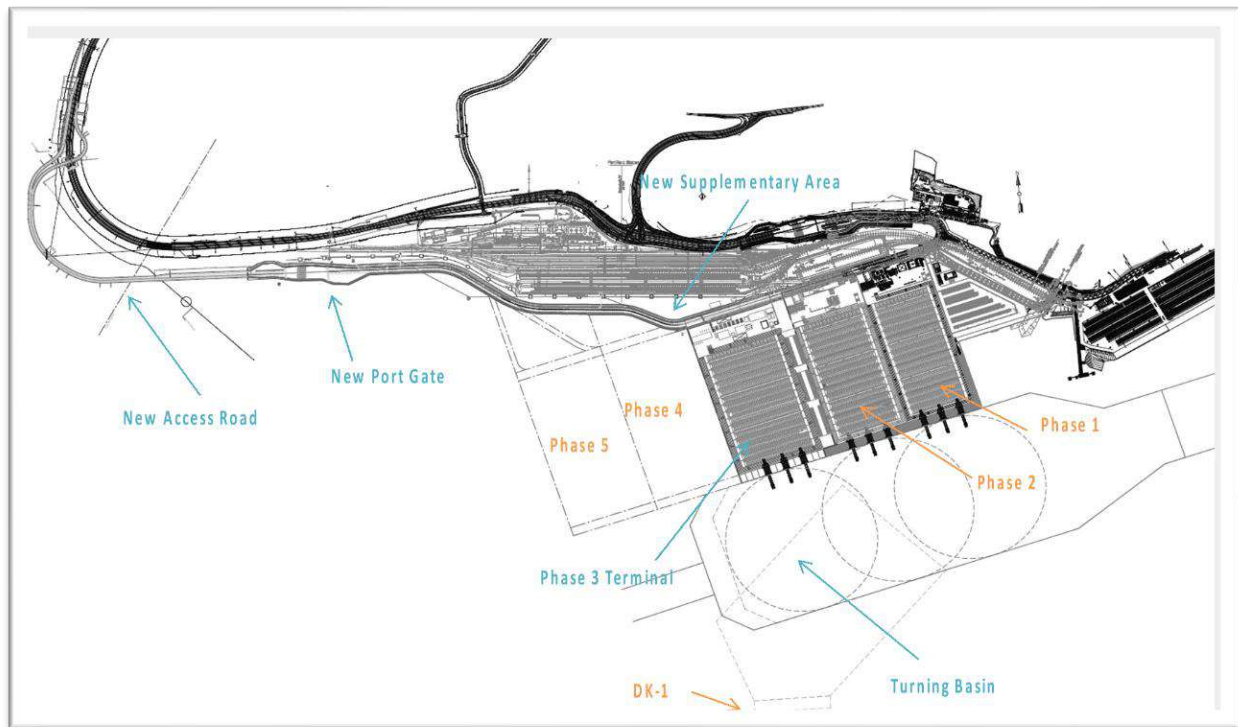 New Supplementary Area
New Port Gate
New Access Road
Phase 4
Phase 5
Phase 1
Phase 2
Phase 3 Terminal
Turning Basin
DK-1